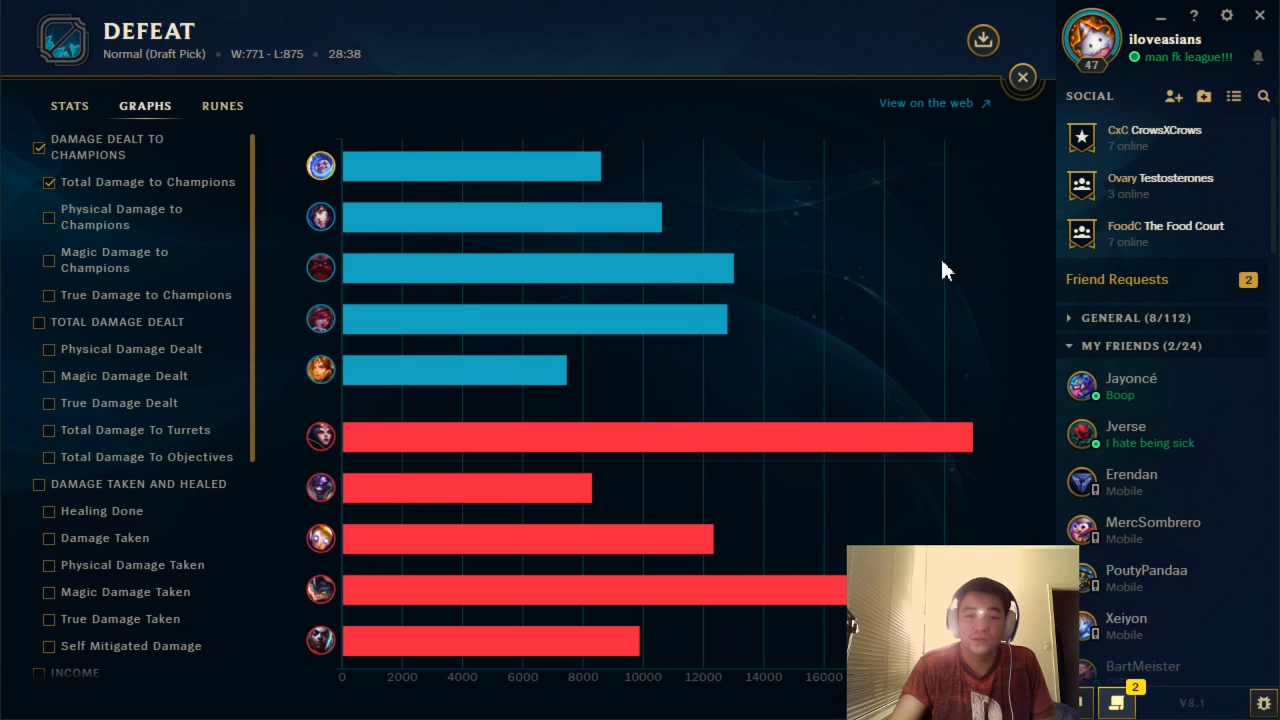 DEFEAT
Normal (Draft Pick) • W:771 - L:875 • 28:38
STATS GRAPHS RUNES
View on the web
DAMAGE DEALT TO
CHAMPIONS
Total Damage to Champions
Physical Damage to
Champions
Magic Damage to
Champions
True Damage to Champions
TOTAL DAMAGE DEALT
Physical Damage Dealt
Magic Damage Dealt
True Damage Dealt
Total Damage To Turrets
Total Damage To Objectives
DAMAGE TAKEN AND HEALED
Healing Done
Damage Taken
Physical Damage Taken
Magic Damage Taken
True Damage Taken
Self Mitigated Damage
INCOME
0 2000 4000 6000 8000 10000 12000 14000 16000
?
47
iloveasians
man fk league!!!
SOCIAL
CxC CrowsXCrows
7 online
Ovary Testosterones
3 online
FoodC The Food Court
7 online
Friend Requests 2
GENERAL (8/112)
MY FRIENDS (2/24)
Jayoncé
Boop
Jverse
I hate being sick
Erendan
Mobile
MercSombrero
Mobile
PoutyPandaa
Mobile
Xeiyon
Mobile
BartMeister
2
V8.1